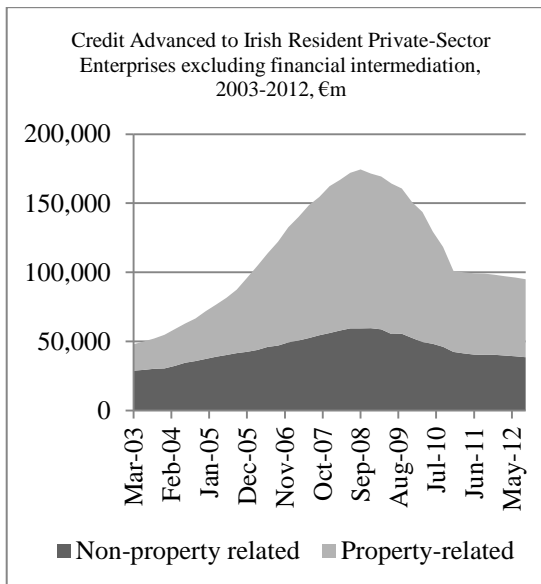 Credit Advanced to Irish Resident Private-Sector
Enterprises excluding financial intermediation,
2003-2012, €m
200,000
150,000
100,000
50,000
0
Mar-03
Feb-04
Jan-05
Dec-05
Nov-06
Oct-07
Sep-08
Aug-09
Jul-10
Jun-11
May-12
Non-property related
Property-related